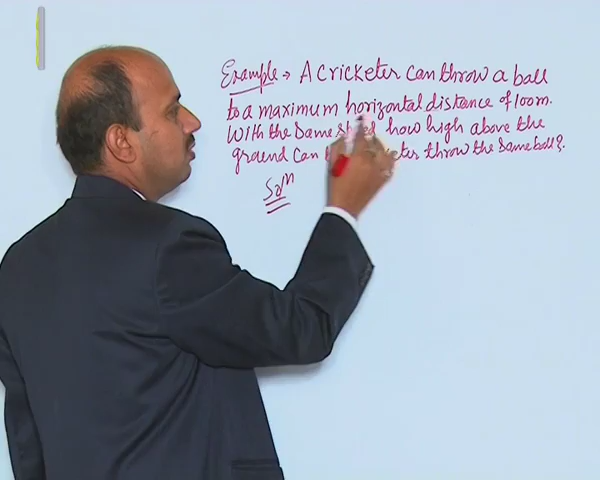 Example → A cricketer can throw a ball
to a maximum horizontal distance of 100m.
With the Same speed how high above the
ground can throw the Same ball?
Solⁿ